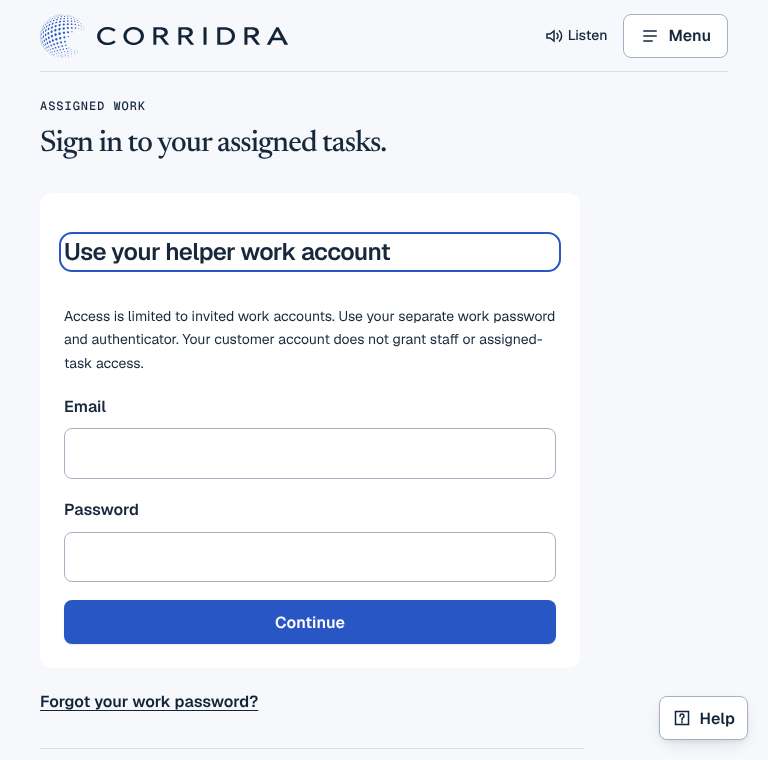 CORRIDRA
Listen
Menu
ASSIGNED WORK
Sign in to your assigned tasks.
Use your helper work account
Access is limited to invited work accounts. Use your separate work password
and authenticator. Your customer account does not grant staff or assigned-
task access.
Email
Password
Continue
Forgot your work password?
Help